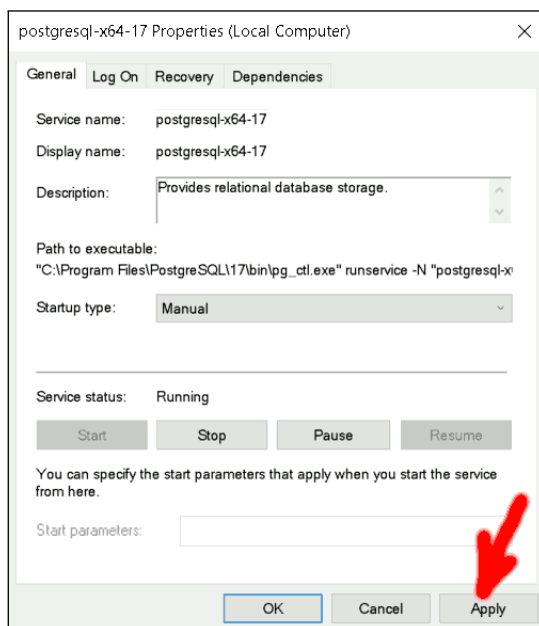 postgresql-x64-17 Properties (Local Computer)
General Log On Recovery Dependencies
Service name: postgresql-x64-17
Display name: postgresql-x64-17
Description: Provides relational database storage.
Path to executable:
"C:\Program Files\PostgreSQL\17\bin\pg_ctl.exe" runservice -N "postgresql-x
Startup type: Manual
Service status: Running
Start Stop Pause Resume
You can specify the start parameters that apply when you start the service
from here.
Start parameters:
OK Cancel Apply